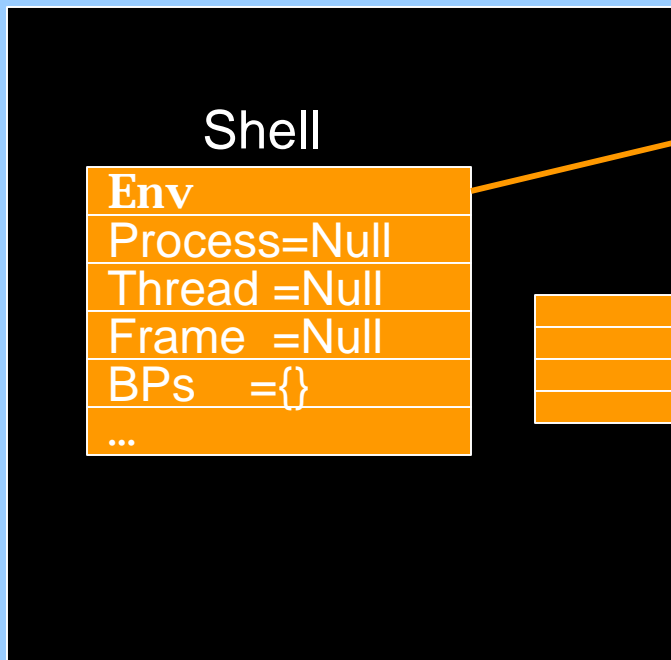 Shell
Env
Process=Null
Thread =Null
Frame =Null
BPs ={}
...